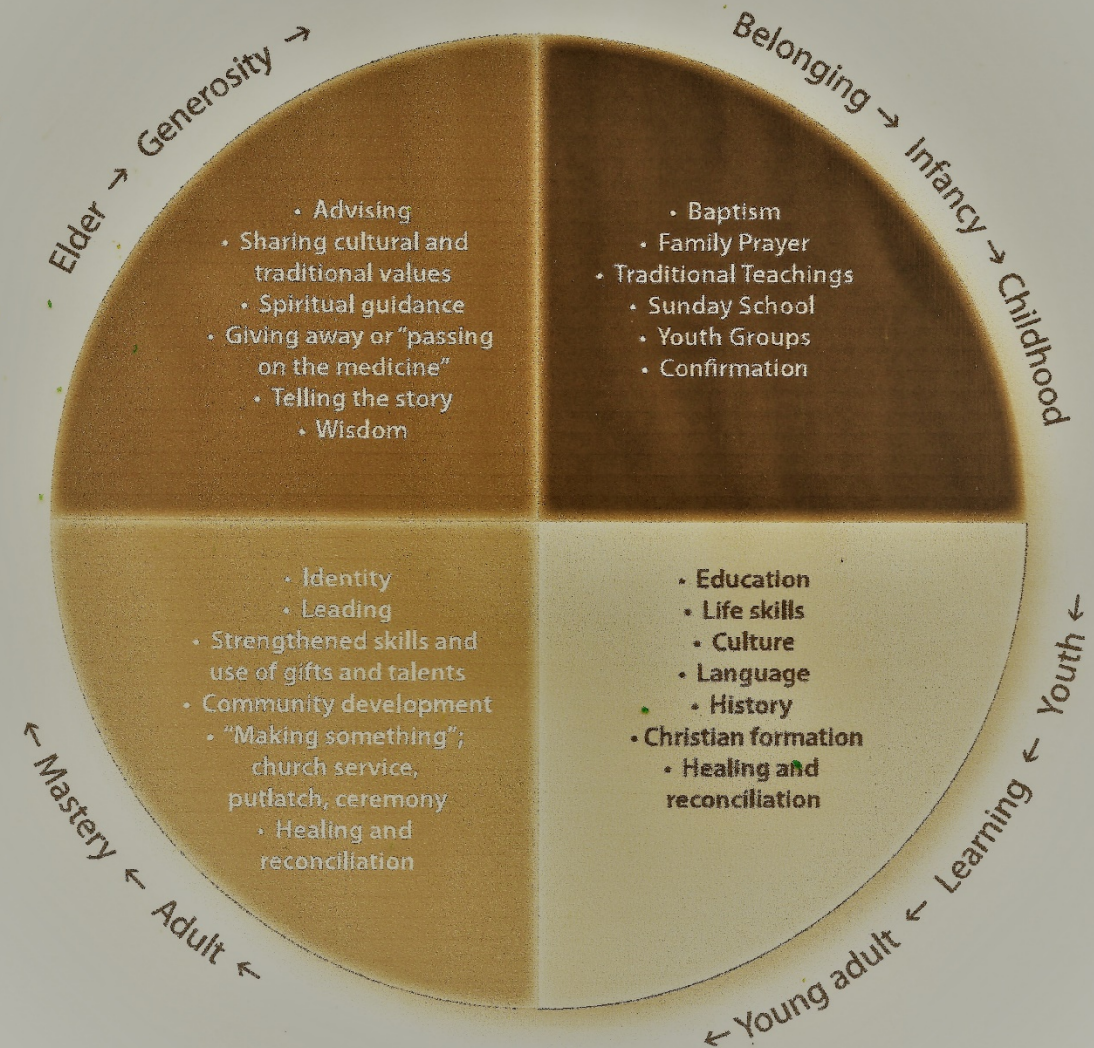 Belonging → Infancy → Childhood
• Baptism
• Family Prayer
• Traditional Teachings
• Sunday School
• Youth Groups
• Confirmation
← Youth ← Learning ← Young adult ←
• Education
• Life skills
• Culture
• Language
• History
• Christian formation
• Healing and
reconciliation
← Adult ← Mastery ←
• Identity
• Leading
• Strengthened skills and
use of gifts and talents
• Community development
• “Making something”;
church service,
putlatch, ceremony
• Healing and
reconciliation
Elder → Generosity →
• Advising
• Sharing cultural and
traditional values
• Spiritual guidance
• Giving away or “passing
on the medicine”
• Telling the story
• Wisdom